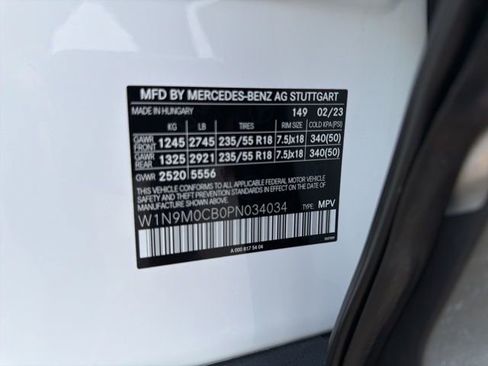 MFD BY MERCEDES-BENZ AG STUTTGART
MADE IN HUNGARY 149 02/23
KG LB TIRES RIM SIZE COLD KPA (PSI)
GAWR FRONT 1245 2745 235/55 R18 7.5Jx18 340(50)
GAWR REAR 1325 2921 235/55 R18 7.5Jx18 340(50)
GVWR 2520 5556
THIS VEHICLE CONFORMS TO ALL APPLICABLE FEDERAL MOTOR VEHICLE
SAFETY AND THEFT PREVENTION STANDARDS IN EFFECT ON THE DATE OF
MANUFACTURE SHOWN ABOVE.
W1N9M0CB0PN034034 TYPE: MPV
A 000 817 54 04